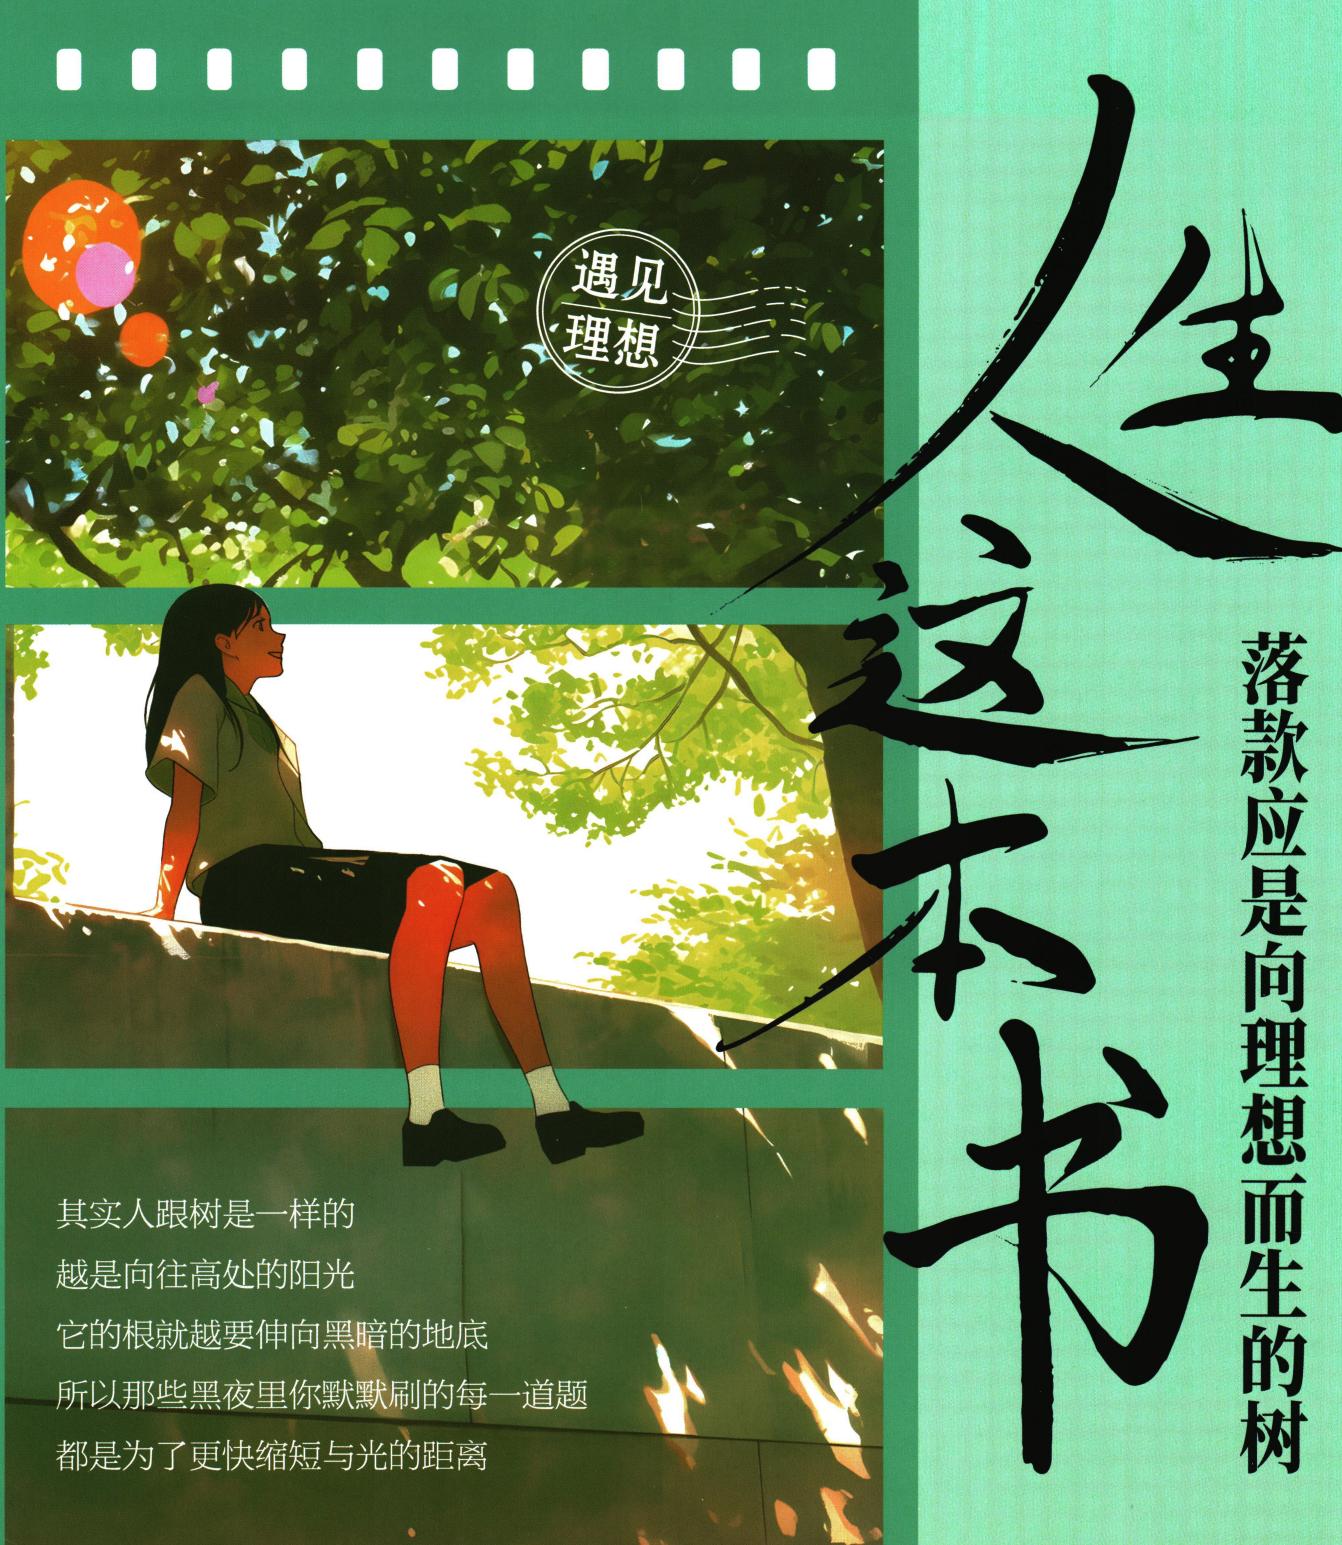 人生
这本书
落款应是向理想而生的树
遇见
理想
其实人跟树是一样的
越是向往高处的阳光
它的根就越要伸向黑暗的地底
所以那些黑夜里你默默刷的每一道题
都是为了更快缩短与光的距离